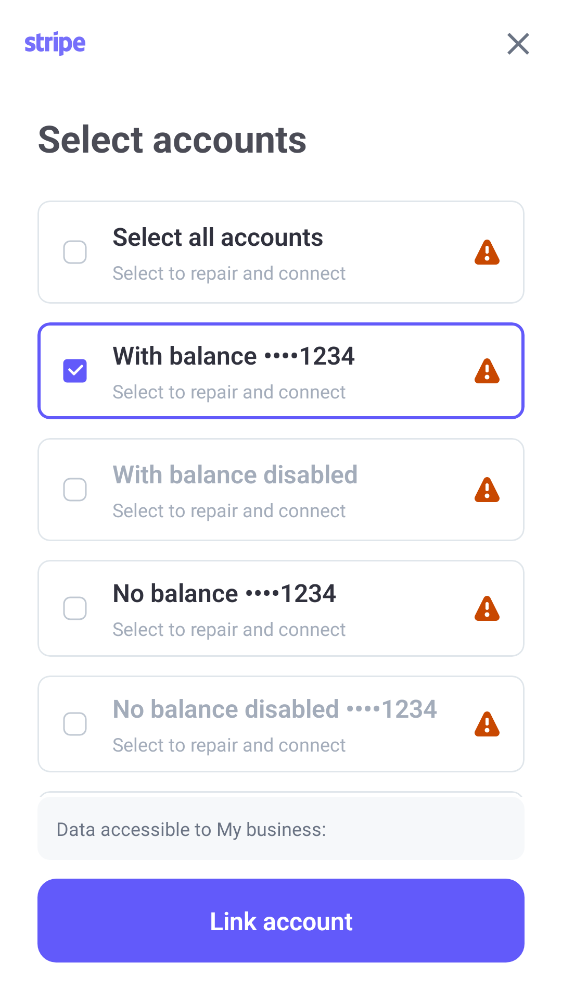 stripe
Select accounts
Select all accounts
Select to repair and connect
With balance ••••1234
Select to repair and connect
With balance disabled
Select to repair and connect
No balance ••••1234
Select to repair and connect
No balance disabled ••••1234
Select to repair and connect
Data accessible to My business:
Link account